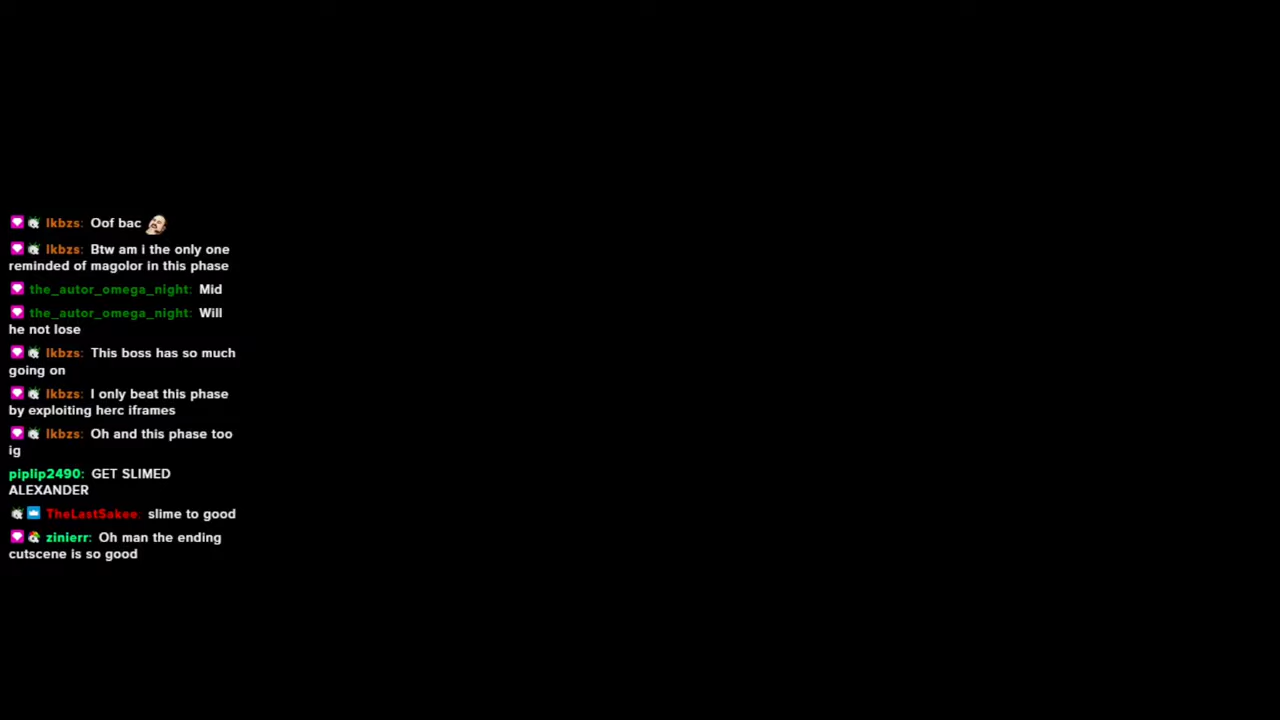 lkbzs: Oof bac
lkbzs: Btw am i the only one
reminded of magolor in this phase
the_autor_omega_night: Mid
the_autor_omega_night: Will
he not lose
lkbzs: This boss has so much
going on
lkbzs: I only beat this phase
by exploiting herc iframes
lkbzs: Oh and this phase too
ig
piplip2490: GET SLIMED
ALEXANDER
TheLastSakee: slime to good
zinierr: Oh man the ending
cutscene is so good